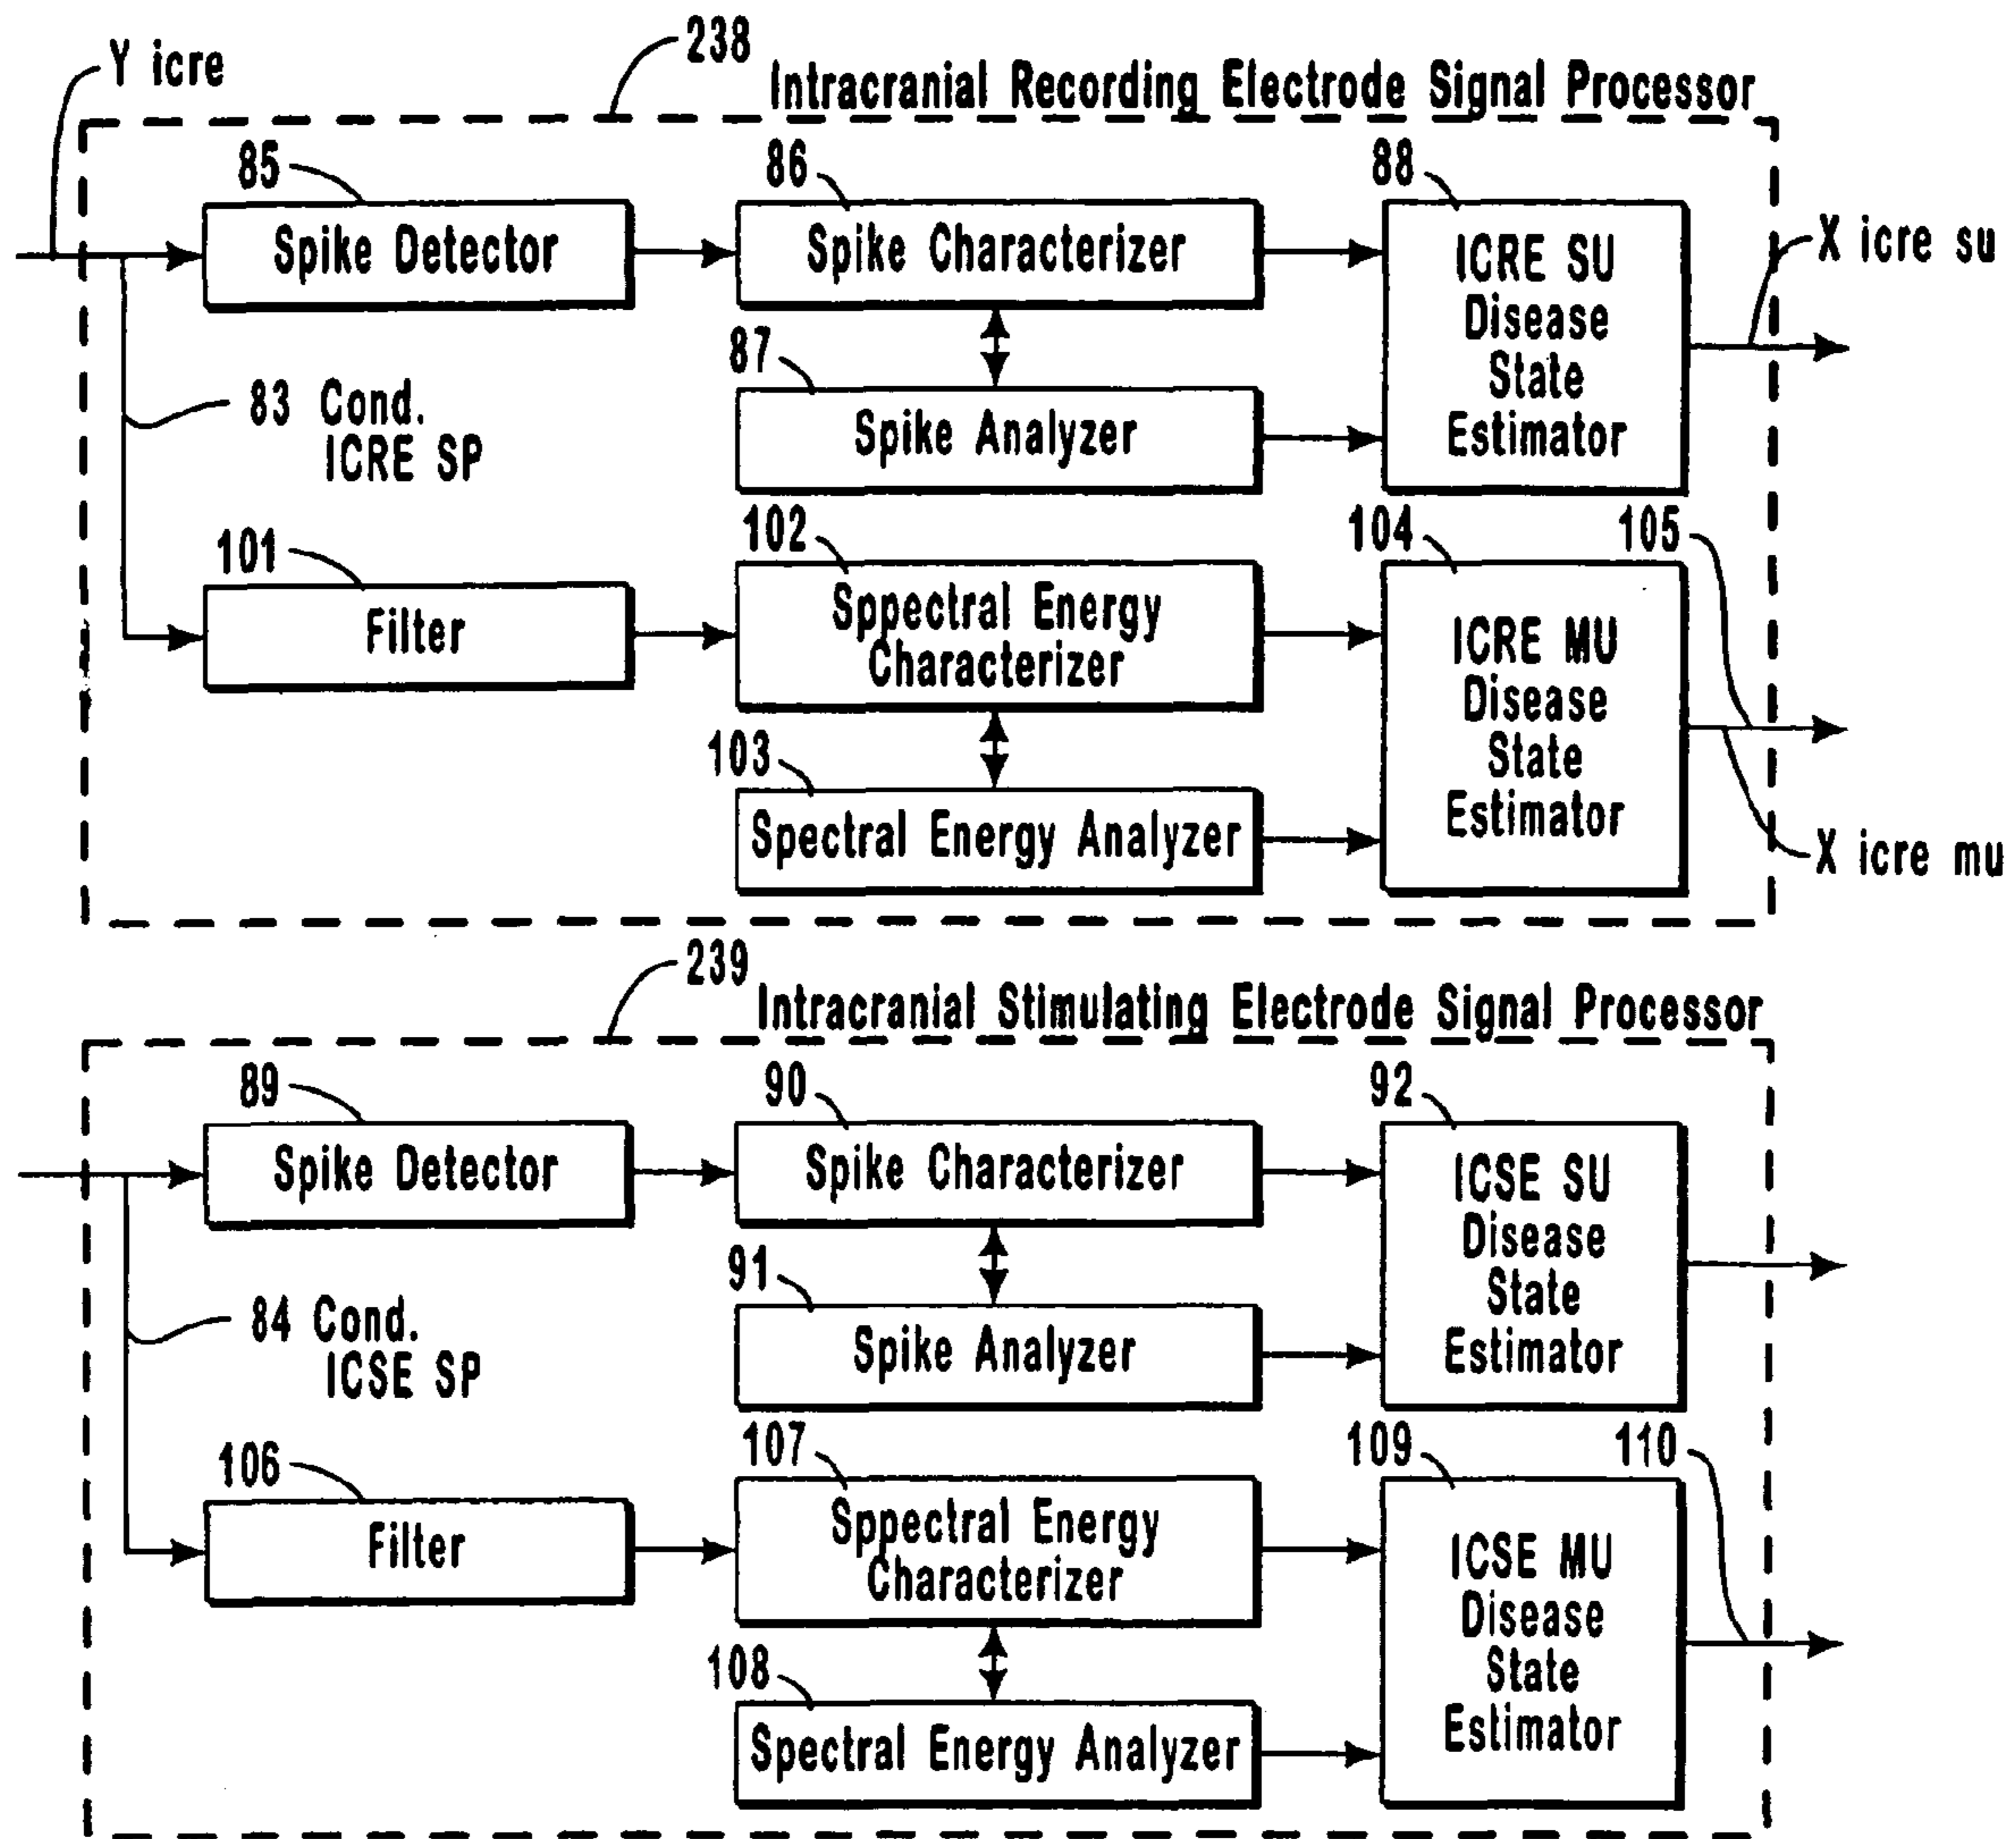 Y icre
238
Intracranial Recording Electrode Signal Processor
85
86
88
Spike Detector
Spike Characterizer
ICRE SU
Disease
State
Estimator
X icre su
87
Spike Analyzer
83 Cond.
ICRE SP
101
102
104
105
Filter
Sppectral Energy
Characterizer
ICRE MU
Disease
State
Estimator
103
Spectral Energy Analyzer
X icre mu
239
Intracranial Stimulating Electrode Signal Processor
89
90
92
Spike Detector
Spike Characterizer
ICSE SU
Disease
State
Estimator
91
Spike Analyzer
84 Cond.
ICSE SP
106
107
109
110
Filter
Sppectral Energy
Characterizer
ICSE MU
Disease
State
Estimator
108
Spectral Energy Analyzer